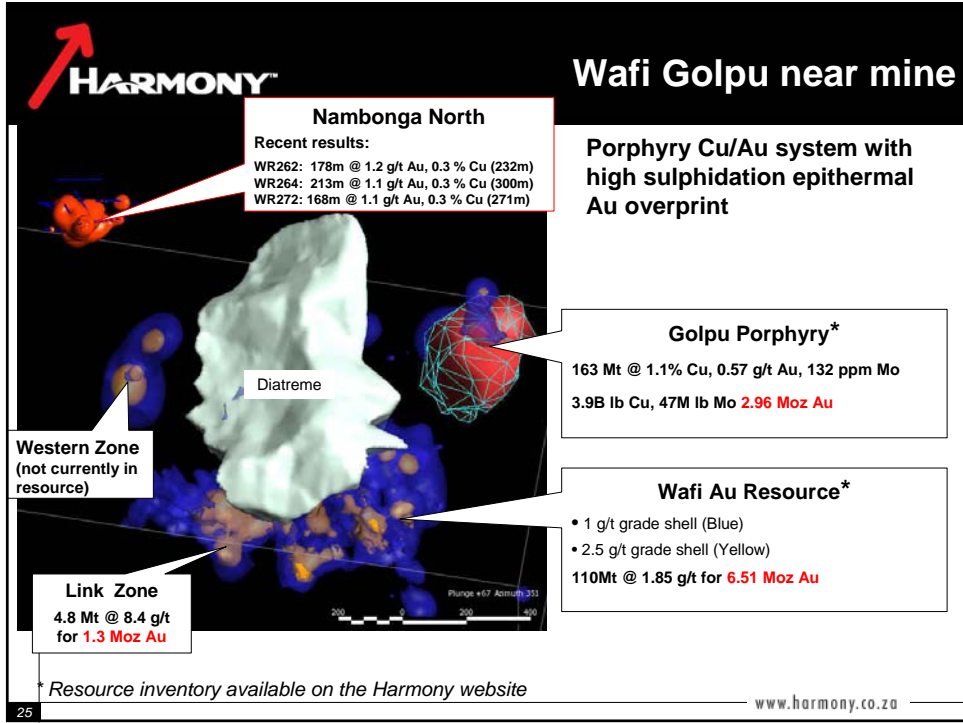 HARMONY™
Wafi Golpu near mine
Nambonga North
Recent results:
WR262: 178m @ 1.2 g/t Au, 0.3 % Cu (232m)
WR264: 213m @ 1.1 g/t Au, 0.3 % Cu (300m)
WR272: 168m @ 1.1 g/t Au, 0.3 % Cu (271m)
Porphyry Cu/Au system with
high sulphidation epithermal
Au overprint
Golpu Porphyry*
163 Mt @ 1.1% Cu, 0.57 g/t Au, 132 ppm Mo
3.9B lb Cu, 47M lb Mo 2.96 Moz Au
Diatreme
Western Zone
(not currently in
resource)
Wafi Au Resource*
• 1 g/t grade shell (Blue)
• 2.5 g/t grade shell (Yellow)
110Mt @ 1.85 g/t for 6.51 Moz Au
Link Zone
4.8 Mt @ 8.4 g/t
for 1.3 Moz Au
Plunge +67 Azimuth 351
200 0 200 400
* Resource inventory available on the Harmony website
www.harmony.co.za
25